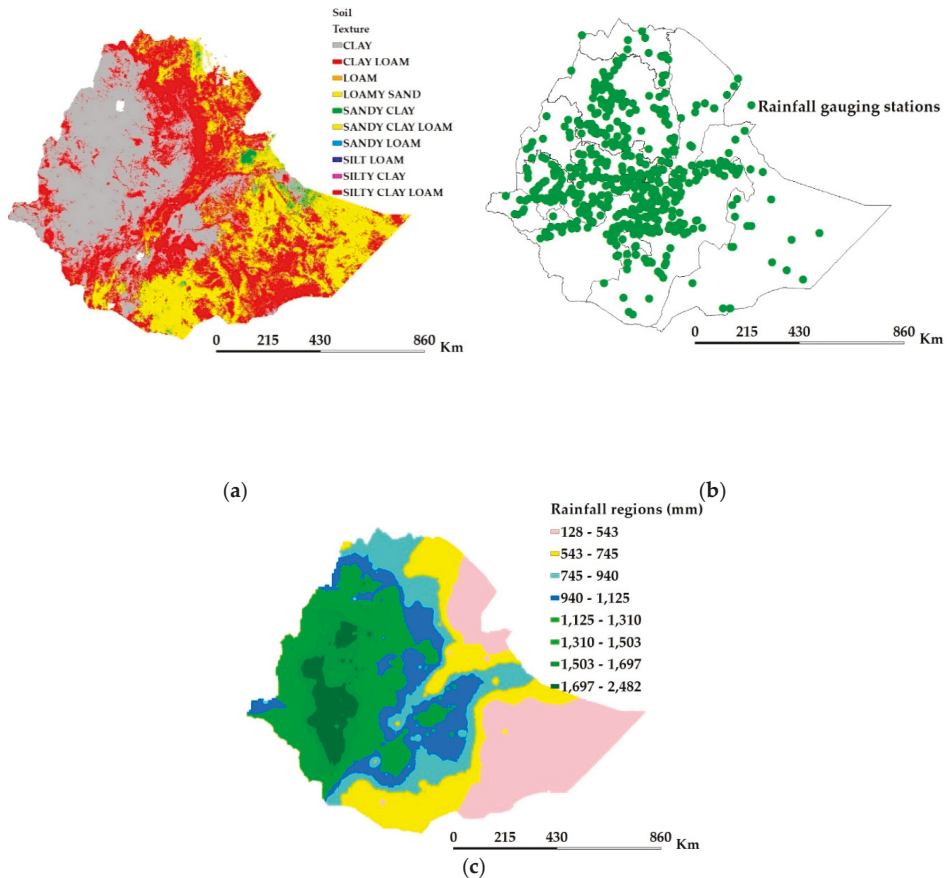 Soil
Texture
CLAY
CLAY LOAM
LOAM
LOAMY SAND
SANDY CLAY
SANDY CLAY LOAM
SANDY LOAM
SILT LOAM
SILTY CLAY
SILTY CLAY LOAM
0 215 430 860 Km
(a)
Rainfall gauging stations
0 215 430 860 Km
(b)
Rainfall regions (mm)
128 - 543
543 - 745
745 - 940
940 - 1,125
1,125 - 1,310
1,310 - 1,503
1,503 - 1,697
1,697 - 2,482
0 215 430 860 Km
(c)